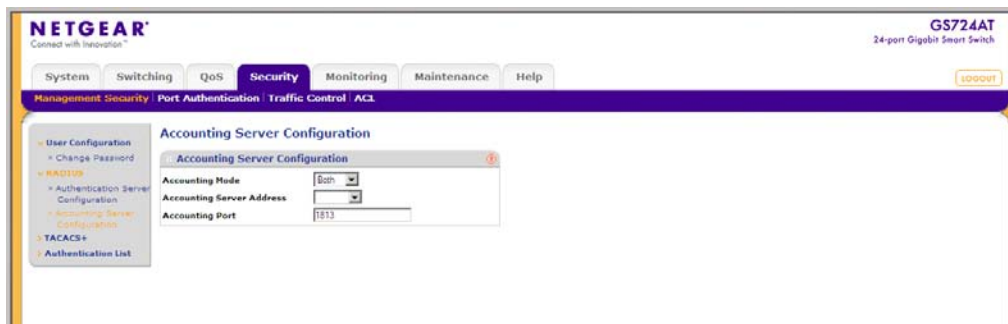 NETGEAR
Connect with Innovation™
GS724AT
24-port Gigabit Smart Switch
System Switching QoS Security Monitoring Maintenance Help
LOGOUT
Management Security Port Authentication Traffic Control ACL
User Configuration
Change Password
RADIUS
Authentication Server
Configuration
Accounting Server
Configuration
TACACS+
Authentication List
Accounting Server Configuration
Accounting Server Configuration
Accounting Mode Both
Accounting Server Address
Accounting Port 1813